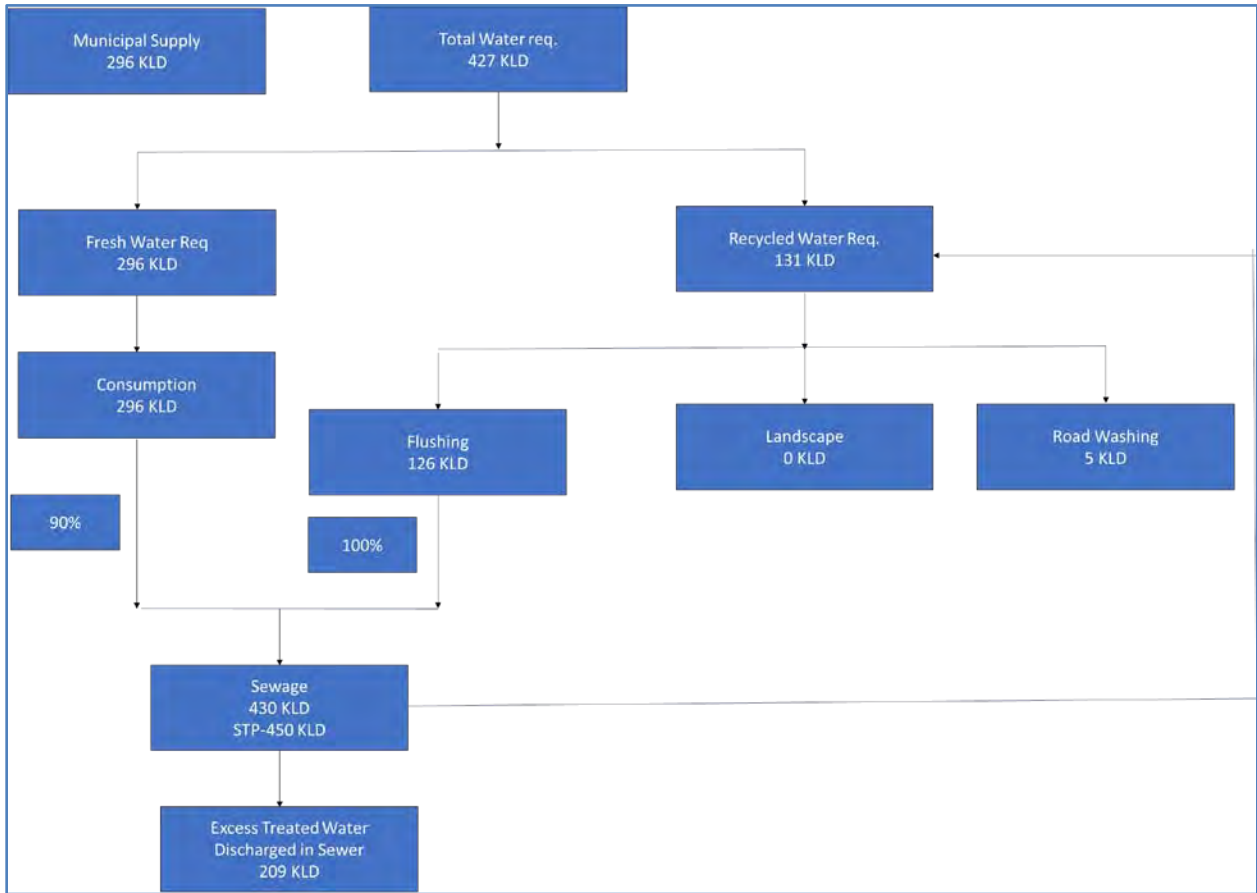 Municipal Supply
296 KLD
Total Water req.
427 KLD
Fresh Water Req
296 KLD
Recycled Water Req.
131 KLD
Consumption
296 KLD
Flushing
126 KLD
Landscape
0 KLD
Road Washing
5 KLD
90%
100%
Sewage
430 KLD
STP-450 KLD
Excess Treated Water
Discharged in Sewer
209 KLD